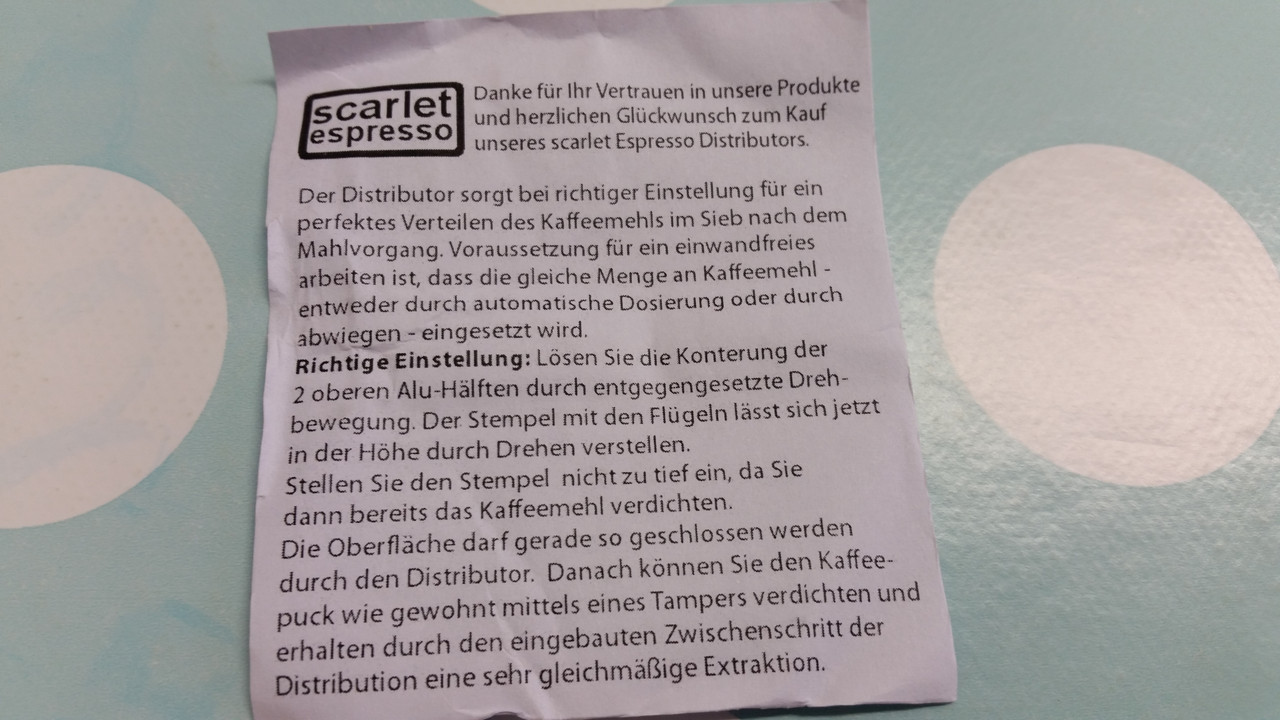 scarlet
espresso
Danke für Ihr Vertrauen in unsere Produkte
und herzlichen Glückwunsch zum Kauf
unseres scarlet Espresso Distributors.
Der Distributor sorgt bei richtiger Einstellung für ein
perfektes Verteilen des Kaffeemehls im Sieb nach dem
Mahlvorgang. Voraussetzung für ein einwandfreies
arbeiten ist, dass die gleiche Menge an Kaffeemehl -
entweder durch automatische Dosierung oder durch
abwiegen - eingesetzt wird.
Richtige Einstellung: Lösen Sie die Konterung der
2 oberen Alu-Hälften durch entgegengesetzte Dreh-
bewegung. Der Stempel mit den Flügeln lässt sich jetzt
in der Höhe durch Drehen verstellen.
Stellen Sie den Stempel  nicht zu tief ein, da Sie
dann bereits das Kaffeemehl verdichten.
Die Oberfläche darf gerade so geschlossen werden
durch den Distributor.  Danach können Sie den Kaffee-
puck wie gewohnt mittels eines Tampers verdichten und
erhalten durch den eingebauten Zwischenschritt der
Distribution eine sehr gleichmäßige Extraktion.